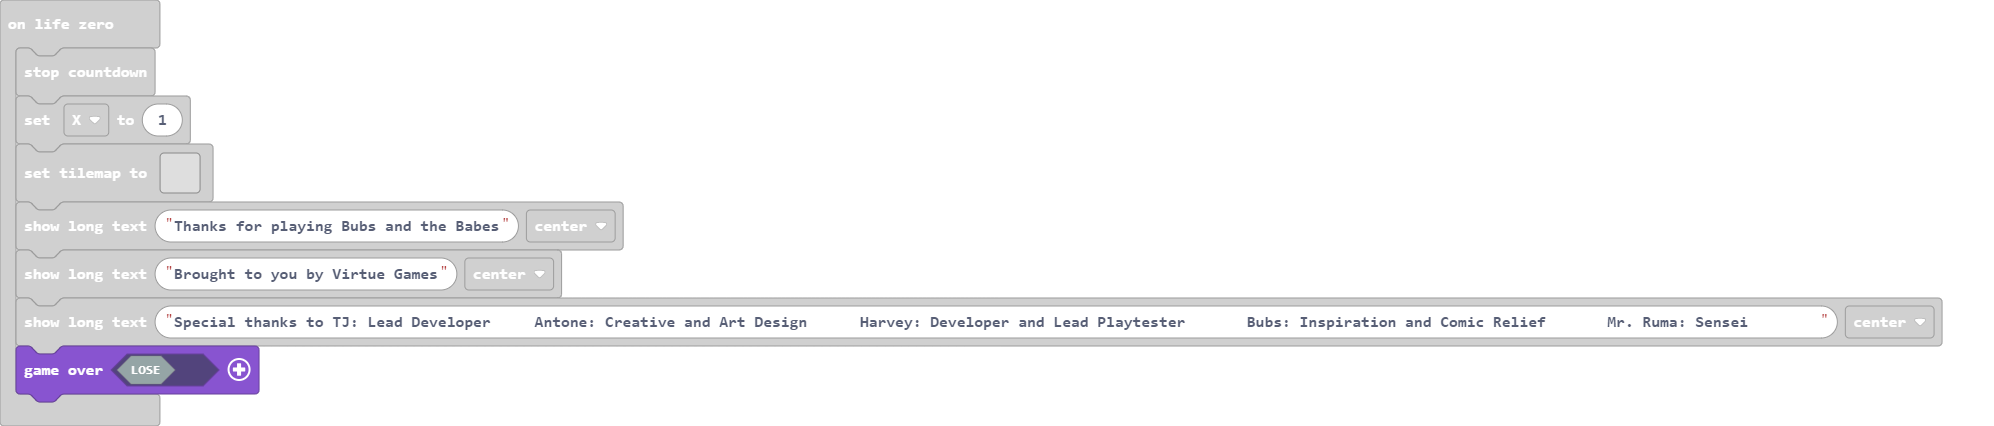 on life zero
stop countdown
set X to 1
set tilemap to
show long text "Thanks for playing Bubs and the Babes" center
show long text "Brought to you by Virtue Games" center
show long text "Special thanks to TJ: Lead Developer Antone: Creative and Art Design Harvey: Developer and Lead Playtester Bubs: Inspiration and Comic Relief Mr. Ruma: Sensei " center
game over LOSE